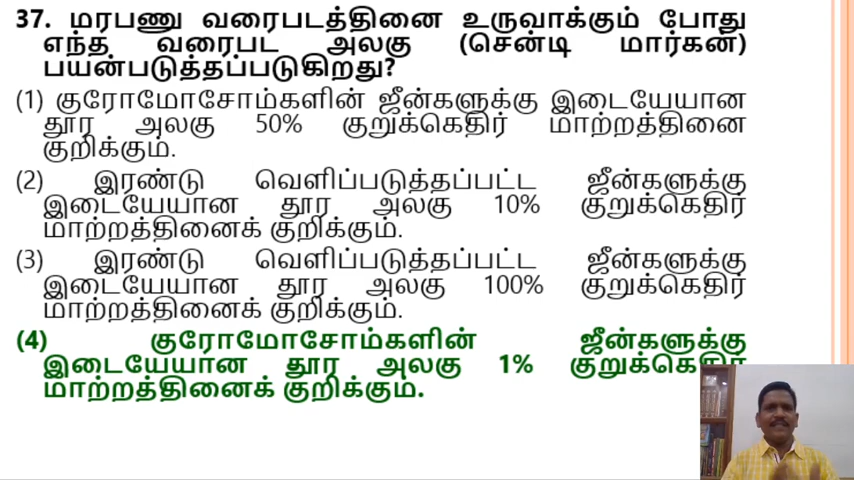 37. மரபணு வரைபடத்தினை உருவாக்கும் போது
எந்த வரைபட அலகு (சென்டி மார்கன்)
பயன்படுத்தப்படுகிறது?
(1) குரோமோசோம்களின் ஜீன்களுக்கு இடையேயான
தூர அலகு 50% குறுக்கெதிர் மாற்றத்தினை
குறிக்கும்.
(2) இரண்டு வெளிப்படுத்தப்பட்ட ஜீன்களுக்கு
இடையேயான தூர அலகு 10% குறுக்கெதிர்
மாற்றத்தினைக் குறிக்கும்.
(3) இரண்டு வெளிப்படுத்தப்பட்ட ஜீன்களுக்கு
இடையேயான தூர அலகு 100% குறுக்கெதிர்
மாற்றத்தினைக் குறிக்கும்.
(4) குரோமோசோம்களின் ஜீன்களுக்கு
இடையேயான தூர அலகு 1% குறுக்கெதிர்
மாற்றத்தினைக் குறிக்கும்.